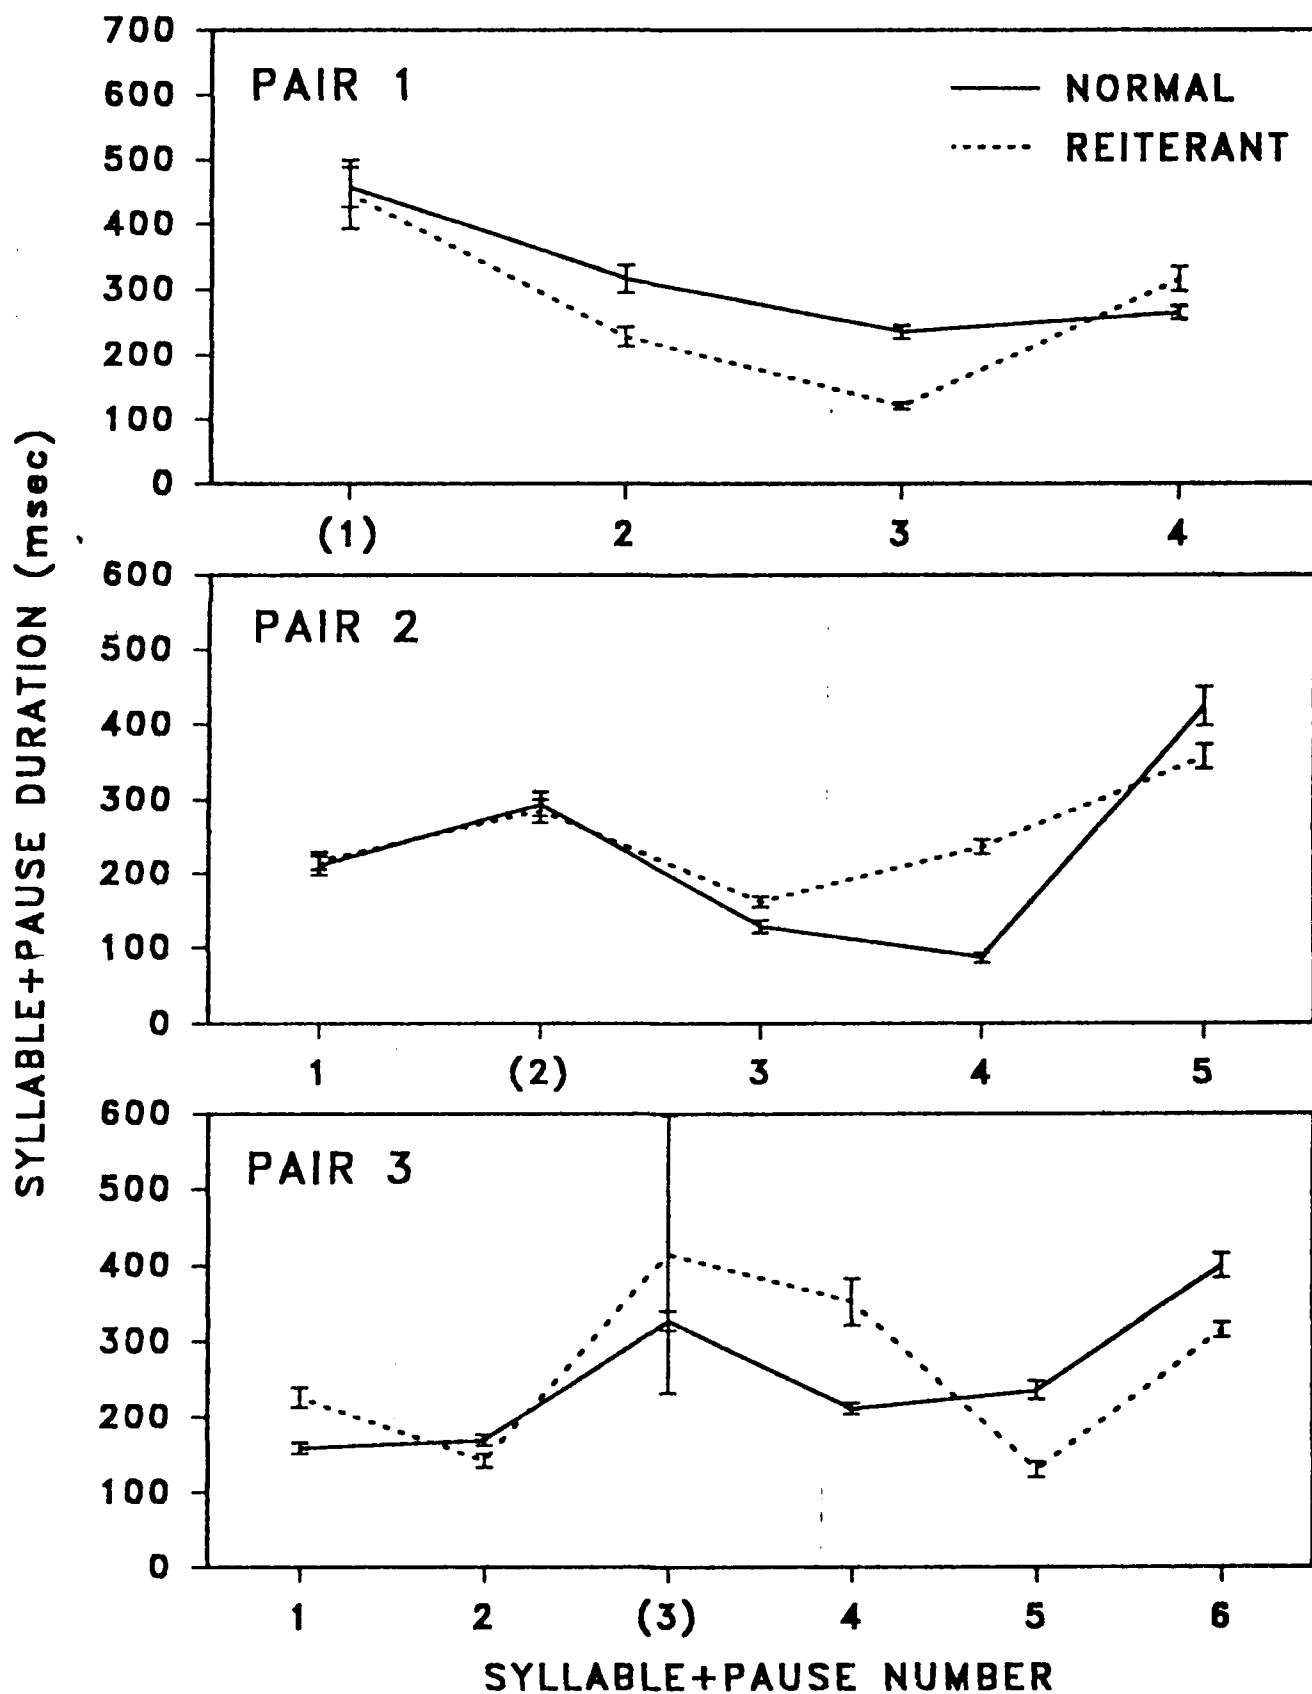 SYLLABLE+PAUSE DURATION (msec)
PAIR 1
NORMAL
REITERANT
700
600
500
400
300
200
100
0
(1) 2 3 4
PAIR 2
600
500
400
300
200
100
0
1 (2) 3 4 5
PAIR 3
600
500
400
300
200
100
0
1 2 (3) 4 5 6
SYLLABLE+PAUSE NUMBER